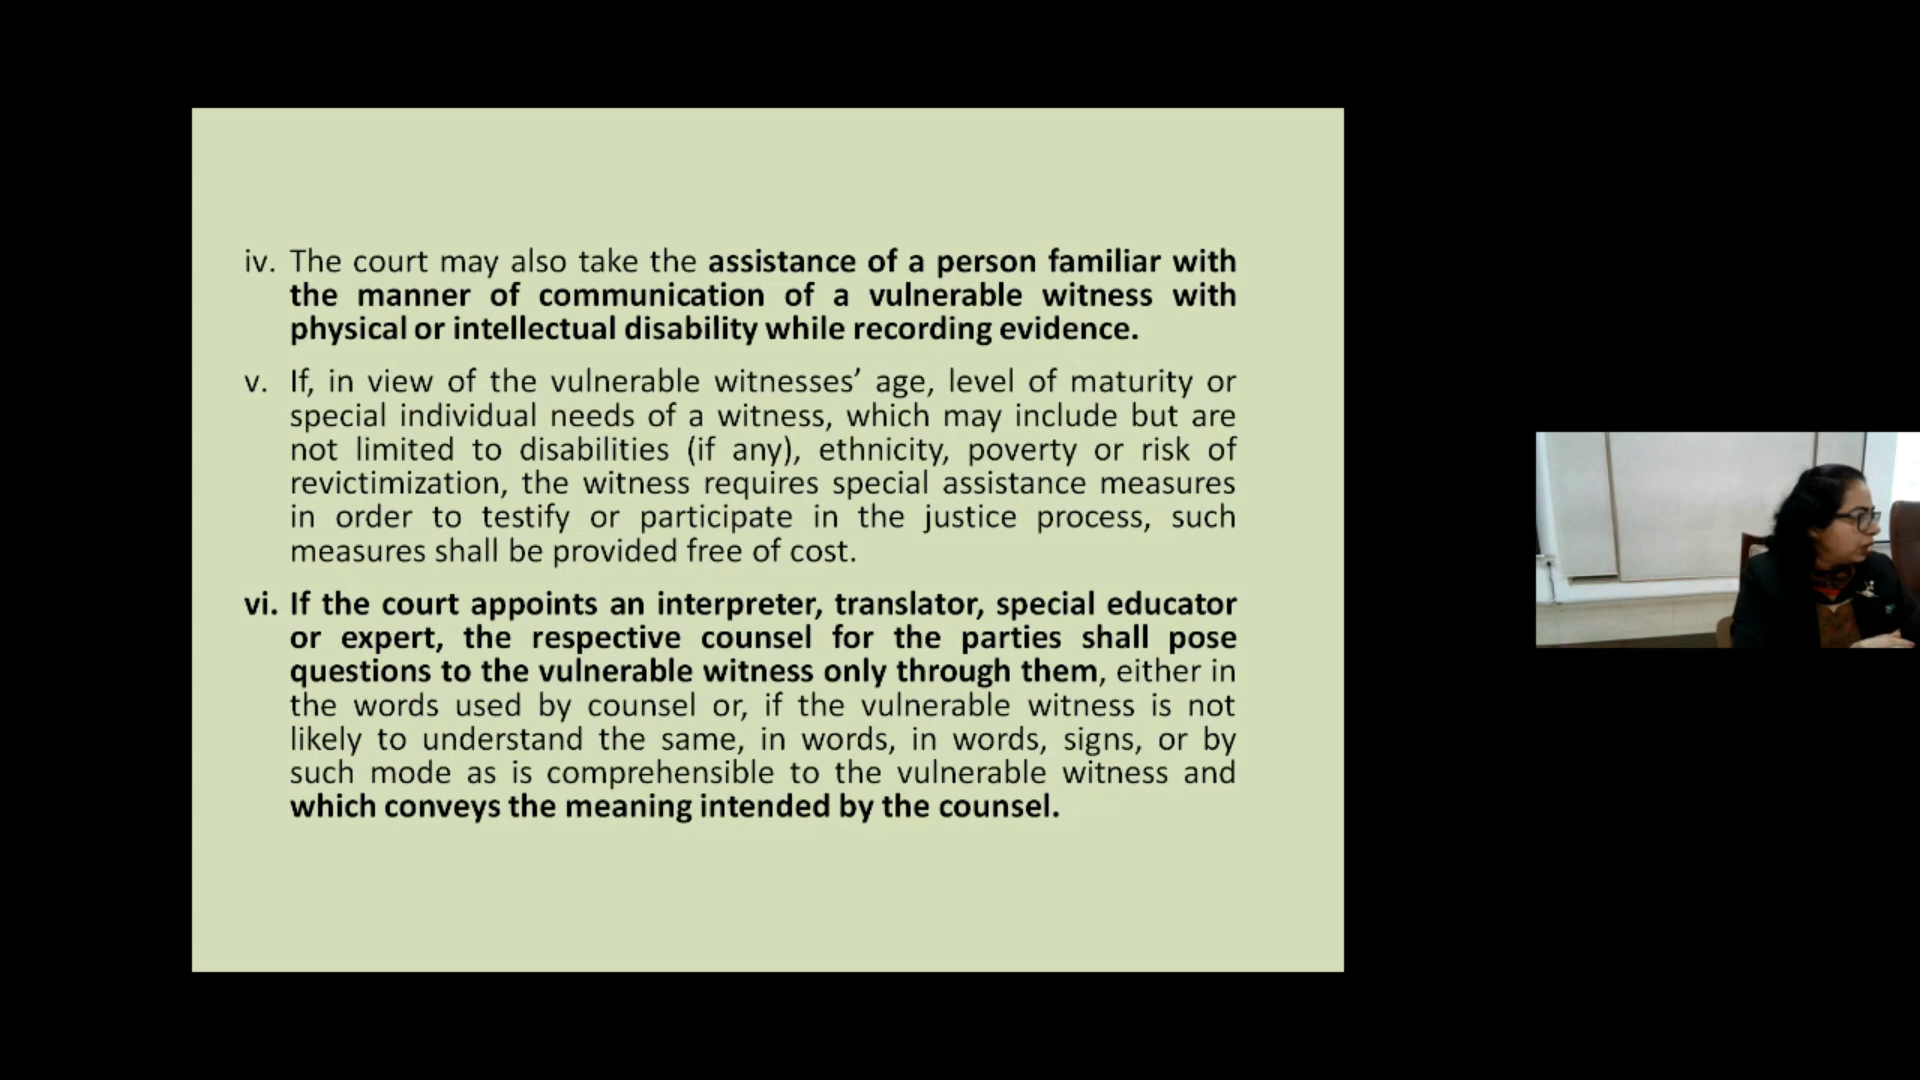 iv. The court may also take the assistance of a person familiar with
the manner of communication of a vulnerable witness with
physical or intellectual disability while recording evidence.
v. If, in view of the vulnerable witnesses’ age, level of maturity or
special individual needs of a witness, which may include but are
not limited to disabilities (if any), ethnicity, poverty or risk of
revictimization, the witness requires special assistance measures
in order to testify or participate in the justice process, such
measures shall be provided free of cost.
vi. If the court appoints an interpreter, translator, special educator
or expert, the respective counsel for the parties shall pose
questions to the vulnerable witness only through them, either in
the words used by counsel or, if the vulnerable witness is not
likely to understand the same, in words, in words, signs, or by
such mode as is comprehensible to the vulnerable witness and
which conveys the meaning intended by the counsel.